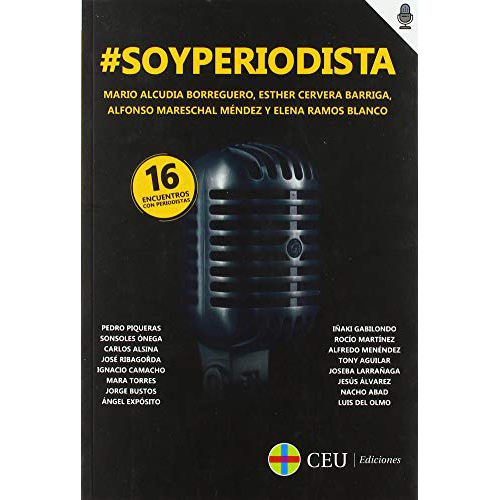 #SOYPERIODISTA
MARIO ALCUDIA BORREGUERO, ESTHER CERVERA BARRIGA,
ALFONSO MARESCHAL MÉNDEZ Y ELENA RAMOS BLANCO
16
ENCUENTROS
CON PERIODISTAS
PEDRO PIQUERAS
SONSOLES ÓNEGA
CARLOS ALSINA
JOSÉ RIBAGORDA
IGNACIO CAMACHO
MARA TORRES
JORGE BUSTOS
ÁNGEL EXPÓSITO
IÑAKI GABILONDO
ROCÍO MARTÍNEZ
ALFREDO MENÉNDEZ
TONY AGUILAR
JOSEBA LARRAÑAGA
JESÚS ÁLVAREZ
NACHO ABAD
LUIS DEL OLMO
CEU | Ediciones